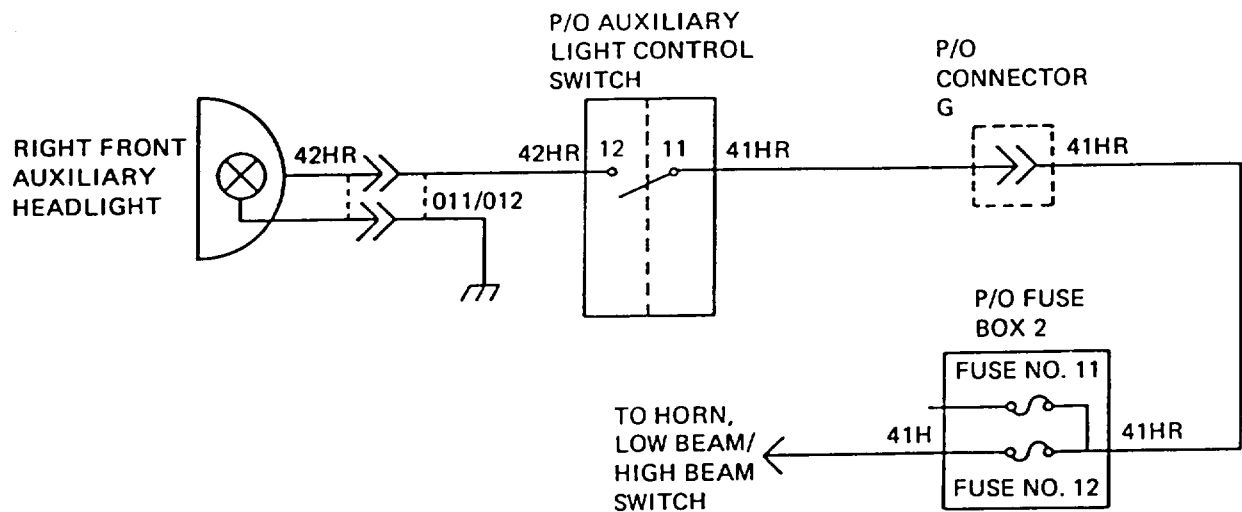 P/O AUXILIARY
LIGHT CONTROL
SWITCH
P/O
CONNECTOR
G
RIGHT FRONT
AUXILIARY
HEADLIGHT
42HR
42HR
12
11
41HR
41HR
011/012
P/O FUSE
BOX 2
FUSE NO. 11
TO HORN,
LOW BEAM/
HIGH BEAM
SWITCH
41H
41HR
FUSE NO. 12